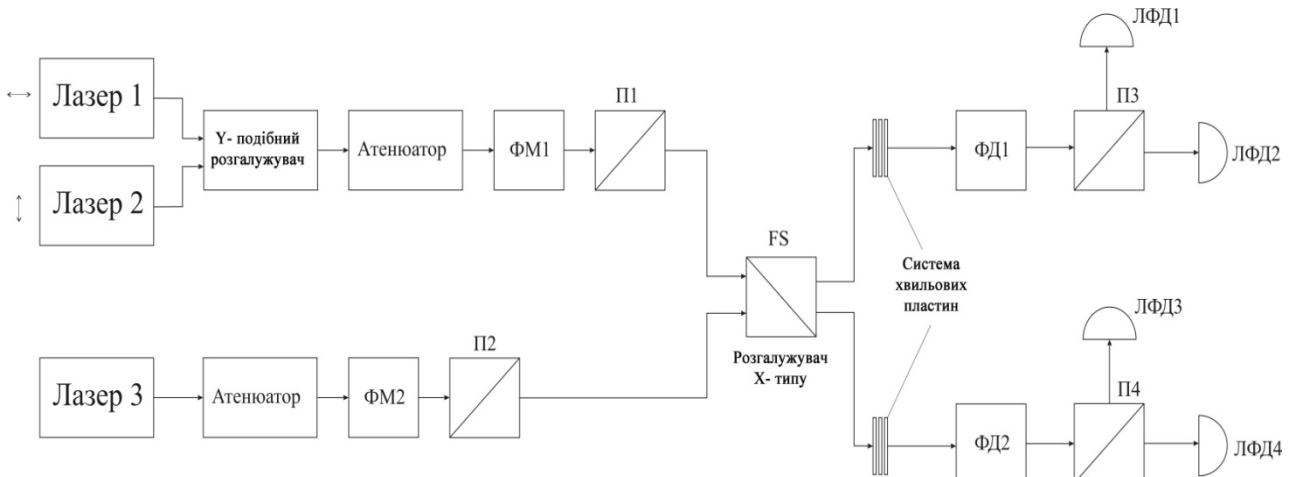 ЛФД1
Лазер 1
П1
П3
Y- подібний
розгалужувач
Атенюатор
ФМ1
ФД1
ЛФД2
Лазер 2
FS
Система
хвильових
пластин
ЛФД3
Розгалужувач
Х- типу
П2
П4
Лазер 3
Атенюатор
ФМ2
ФД2
ЛФД4